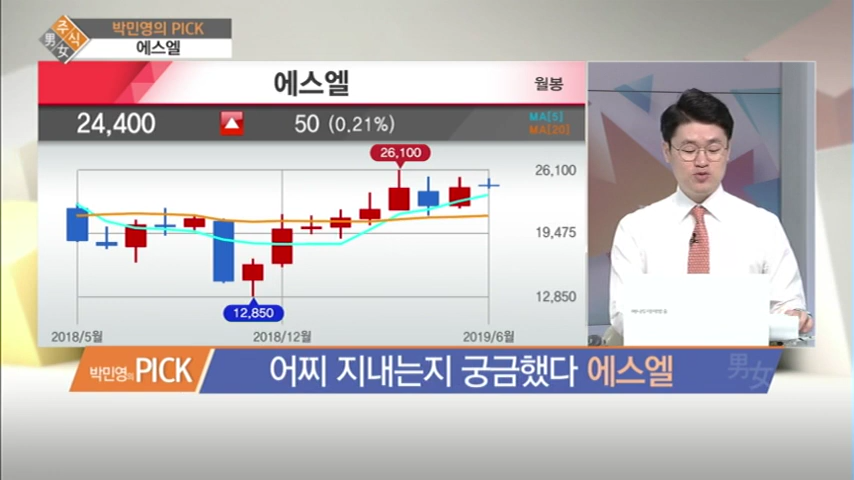 주식
男女
박민영의 PICK
에스엘
에스엘
월봉
24,400
50 (0.21%)
MA[5]
MA[20]
26,100
26,100
19,475
12,850
12,850
2018/5월
2018/12월
2019/6월
박민영의 PICK
어찌 지내는지 궁금했다 에스엘
男女